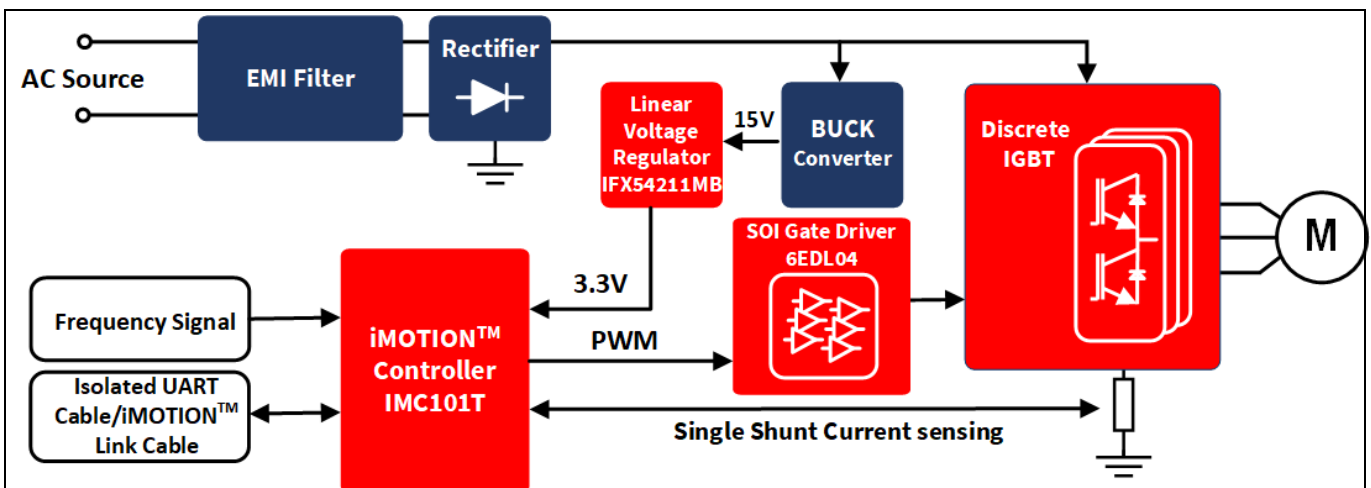 AC Source
EMI Filter
Rectifier
Linear
Voltage
Regulator
IFX54211MB
15V
BUCK
Converter
Discrete
IGBT
SOI Gate Driver
6EDL04
M
3.3V
Frequency Signal
iMOTION™
Controller
IMC101T
PWM
Isolated UART
Cable/iMOTION™
Link Cable
Single Shunt Current sensing